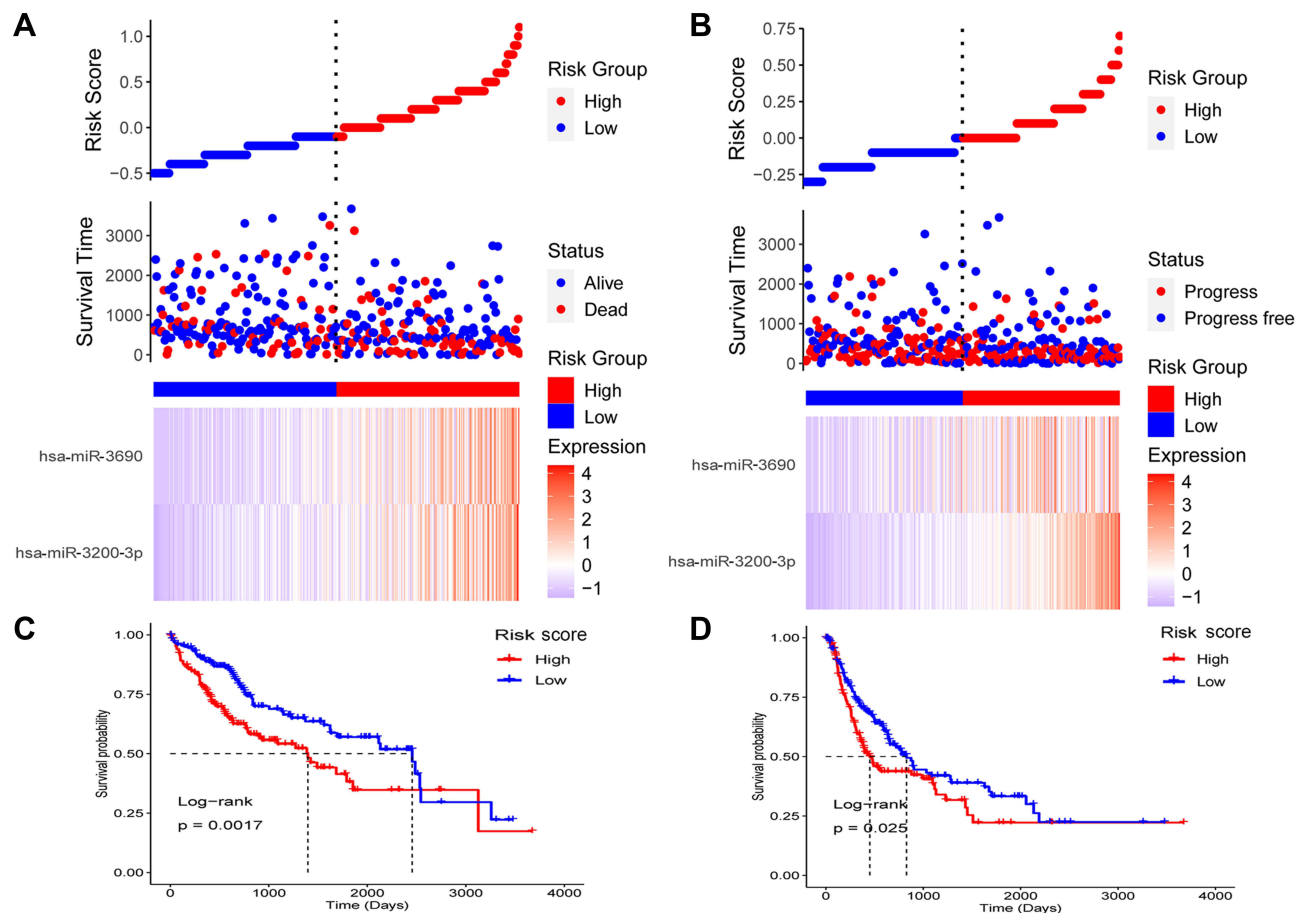 A
Risk Score
1.0
0.5
0.0
−0.5
Risk Group
High
Low
Survival Time
3000
2000
1000
0
Status
Alive
Dead
Risk Group
High
Low
hsa-miR-3690
hsa-miR-3200-3p
Expression
4
3
2
1
0
−1
B
Risk Score
0.75
0.50
0.25
0.00
−0.25
Risk Group
High
Low
Survival Time
3000
2000
1000
0
Status
Progress
Progress free
Risk Group
High
Low
hsa-miR-3690
hsa-miR-3200-3p
Expression
4
3
2
1
0
−1
C
Survival probability
1.00
0.75
0.50
0.25
0.00
Risk score
High
Low
Log−rank
p = 0.0017
0 1000 2000 3000 4000
Time (Days)
D
Survival probability
1.00
0.75
0.50
0.25
0.00
Risk score
High
Low
Log−rank
p = 0.025
0 1000 2000 3000 4000
Time (Days)